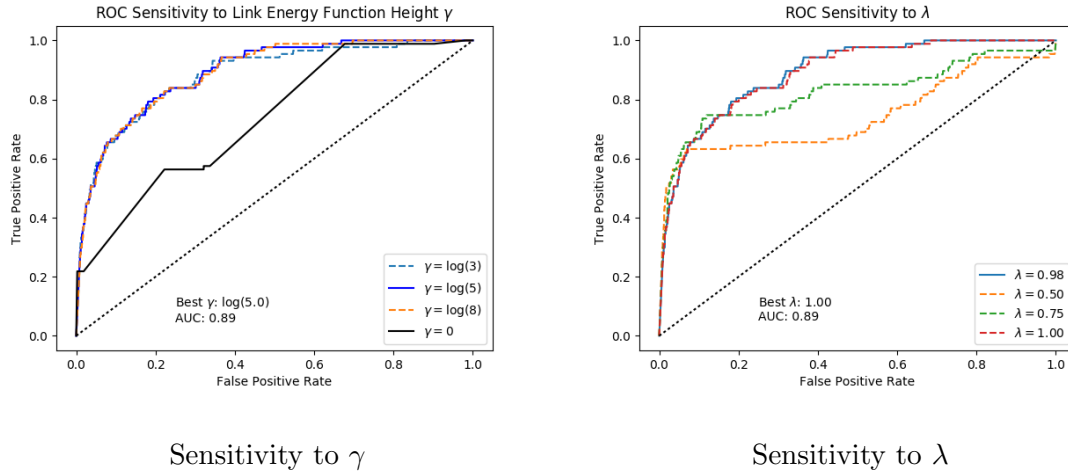 ROC Sensitivity to Link Energy Function Height γ
True Positive Rate
1.0
0.8
0.6
0.4
0.2
0.0
0.0 0.2 0.4 0.6 0.8 1.0
False Positive Rate
Best γ: log(5.0)
AUC: 0.89
γ = log(3)
γ = log(5)
γ = log(8)
γ = 0
Sensitivity to γ
ROC Sensitivity to λ
True Positive Rate
1.0
0.8
0.6
0.4
0.2
0.0
0.0 0.2 0.4 0.6 0.8 1.0
False Positive Rate
Best λ: 1.00
AUC: 0.89
λ = 0.98
λ = 0.50
λ = 0.75
λ = 1.00
Sensitivity to λ